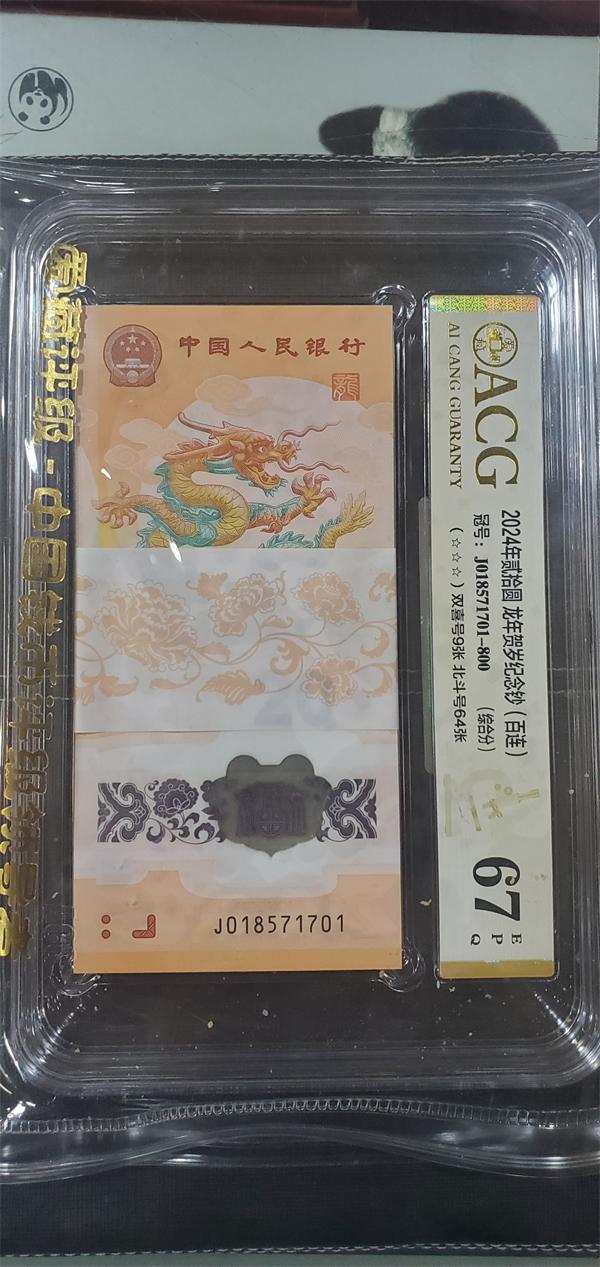 中国人民银行
龍
J018571701
ACG
AI CANG GUARANTY
2024年贰拾圆 龙年贺岁纪念钞（百连）
冠号：J018571701-800 （综合分）
（☆☆☆）双喜号9张 北斗号64张
67
EPQ